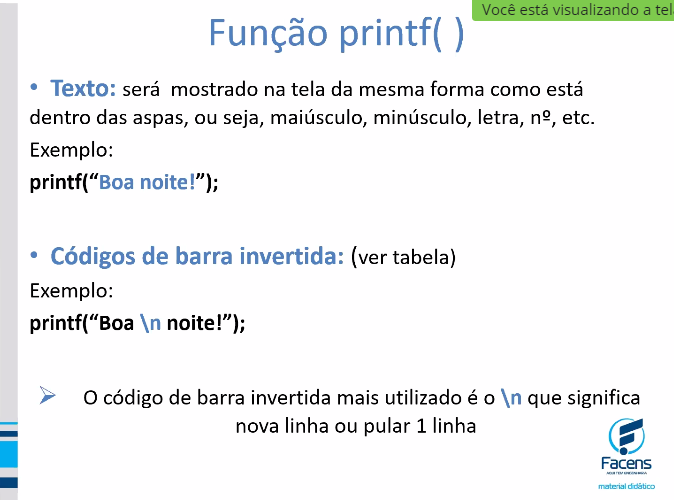 Você está visualizando a tela
Função printf( )
• Texto: será mostrado na tela da mesma forma como está
dentro das aspas, ou seja, maiúsculo, minúsculo, letra, nº, etc.
Exemplo:
printf(“Boa noite!”);
• Códigos de barra invertida: (ver tabela)
Exemplo:
printf(“Boa \n noite!”);
➢ O código de barra invertida mais utilizado é o \n que significa
nova linha ou pular 1 linha
Facens
material didático